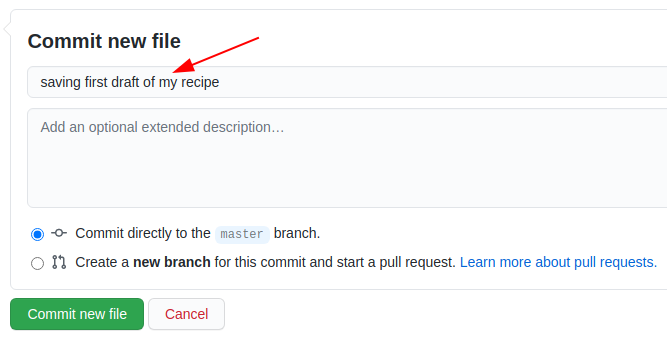 Commit new file
saving first draft of my recipe
Add an optional extended description…
Commit directly to the master branch.
Create a new branch for this commit and start a pull request. Learn more about pull requests.
Commit new file
Cancel